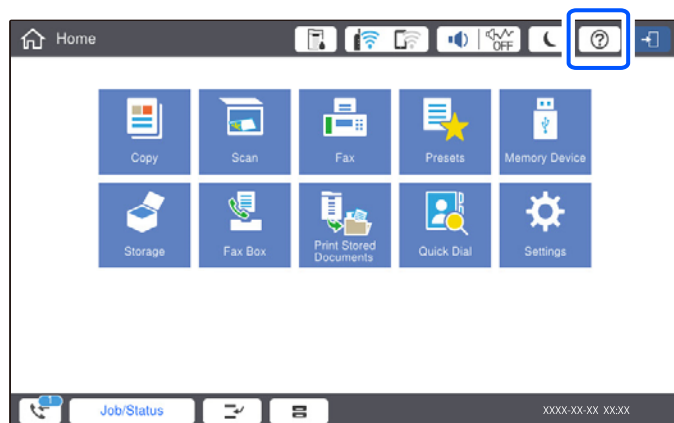 Home
OFF
?
Copy
Scan
Fax
Presets
Memory Device
Storage
Fax Box
Print Stored
Documents
Quick Dial
Settings
1
Job/Status
XXXX-XX-XX XX:XX